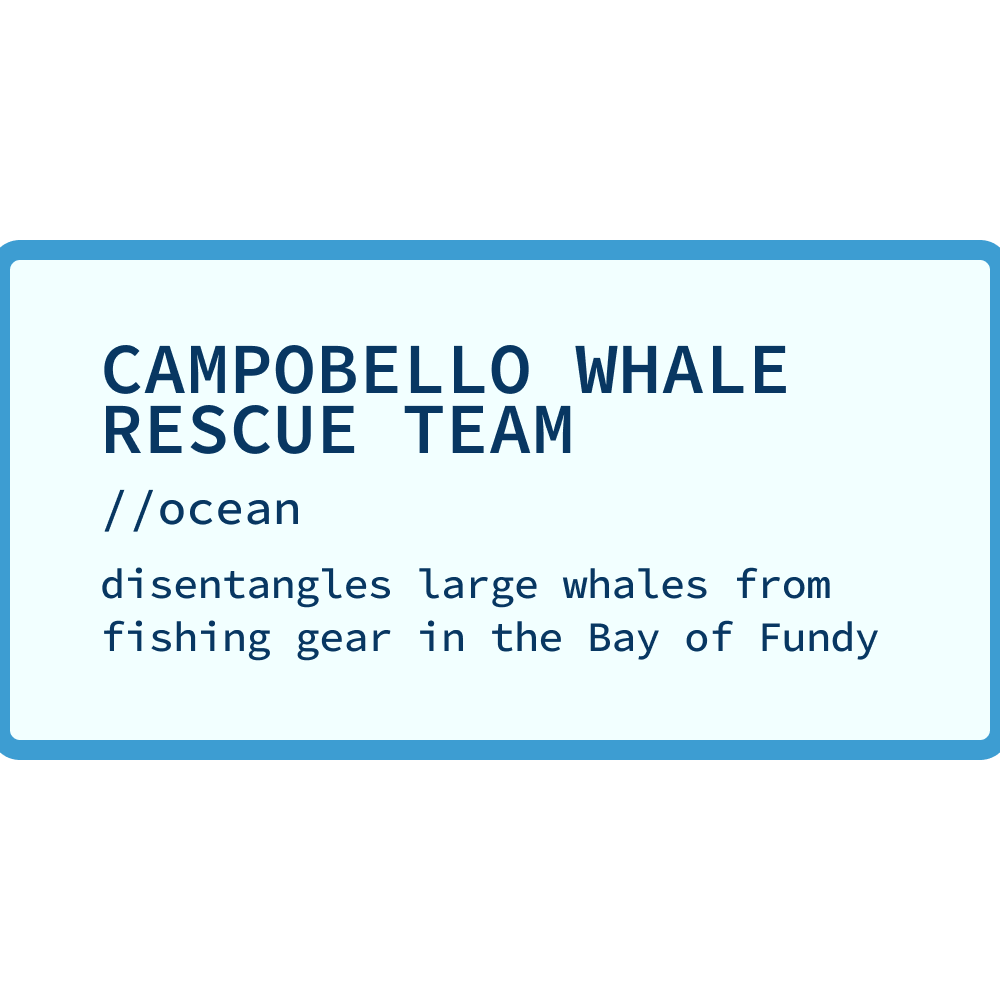 CAMPOBELLO WHALE
RESCUE TEAM
//ocean
disentangles large whales from
fishing gear in the Bay of Fundy